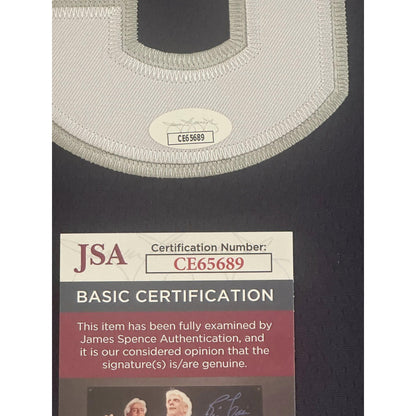 CE65689
JSA
Certification Number:
CE65689
BASIC CERTIFICATION
This item has been fully examined by
James Spence Authentication, and
it is our considered opinion that the
signature(s) is/are genuine.